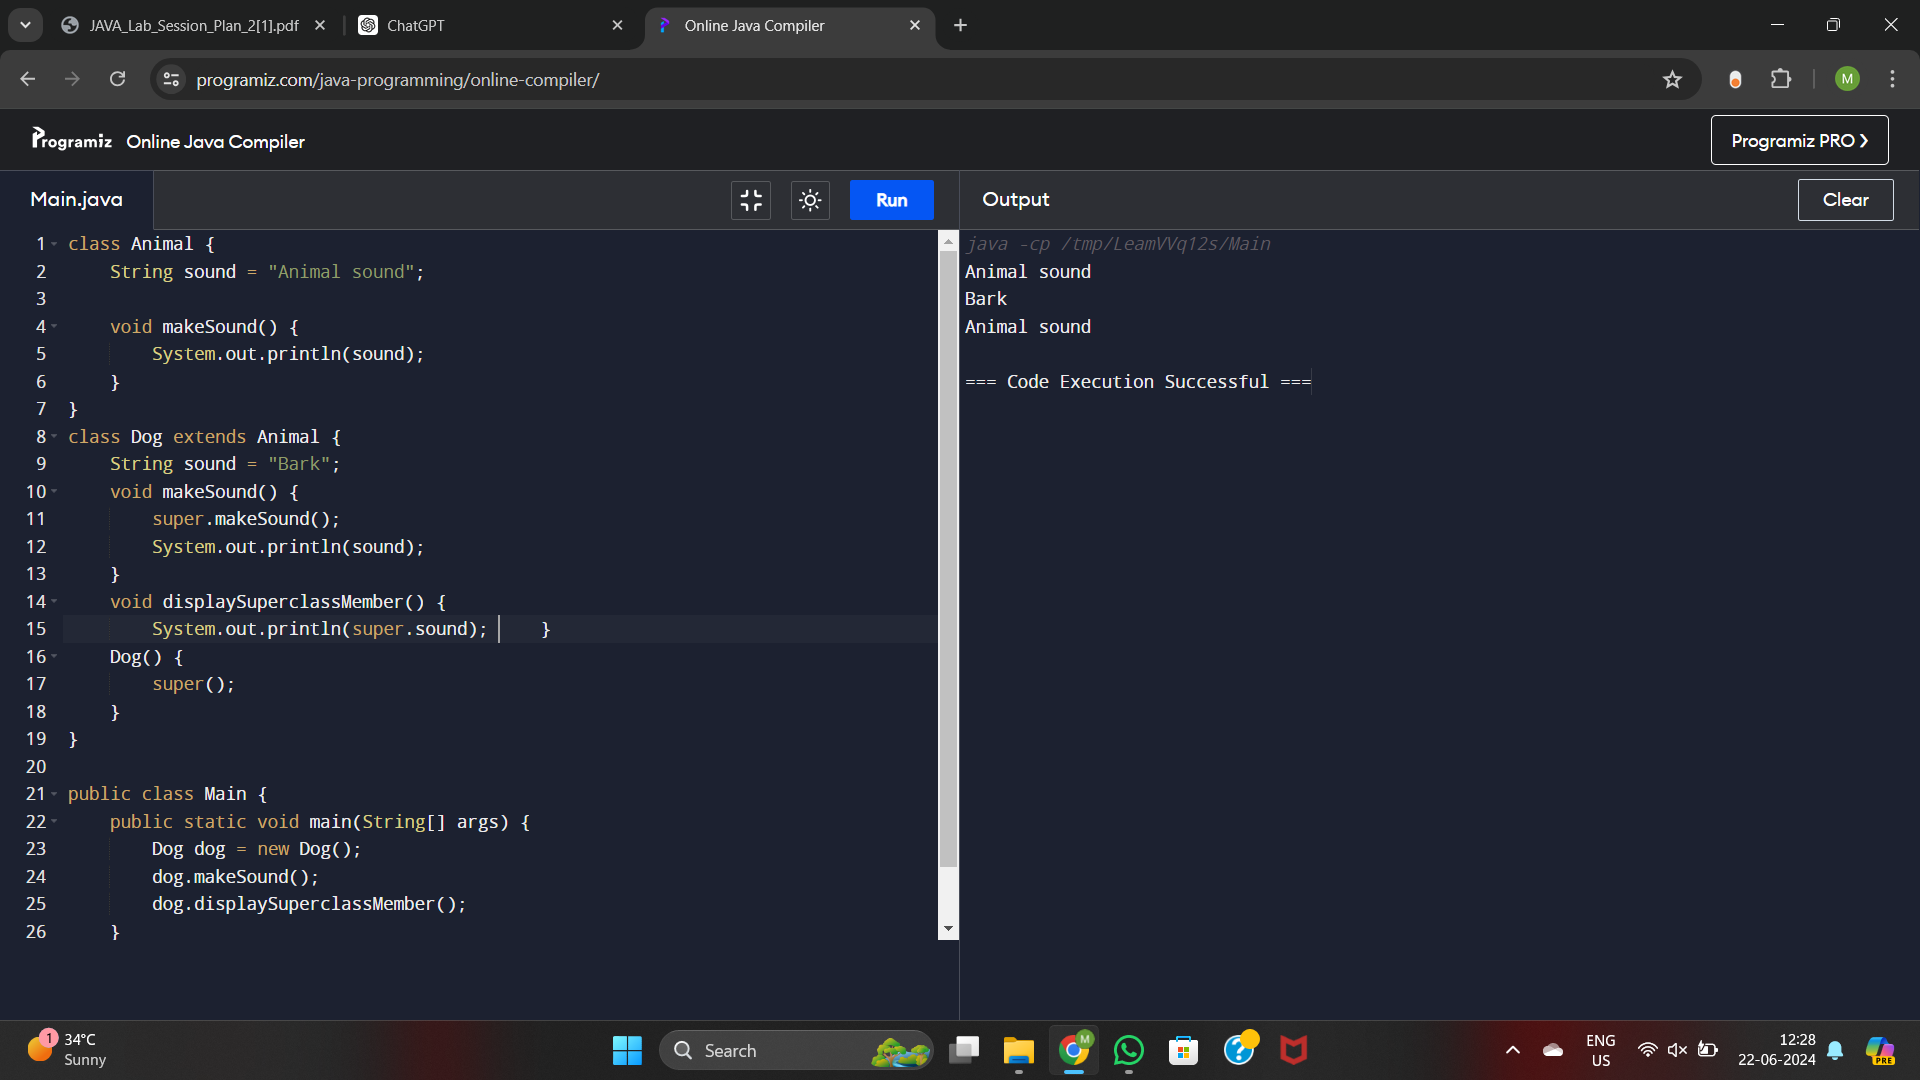 JAVA_Lab_Session_Plan_2[1].pdf
ChatGPT
Online Java Compiler
programiz.com/java-programming/online-compiler/
M
Programiz
Online Java Compiler
Programiz PRO
Main.java
Run
Output
Clear
1 class Animal {
2     String sound = "Animal sound";
3
4     void makeSound() {
5         System.out.println(sound);
6     }
7 }
8 class Dog extends Animal {
9     String sound = "Bark";
10     void makeSound() {
11         super.makeSound();
12         System.out.println(sound);
13     }
14     void displaySuperclassMember() {
15         System.out.println(super.sound);     }
16     Dog() {
17         super();
18     }
19 }
20
21 public class Main {
22     public static void main(String[] args) {
23         Dog dog = new Dog();
24         dog.makeSound();
25         dog.displaySuperclassMember();
26     }
java -cp /tmp/LeamVVq12s/Main
Animal sound
Bark
Animal sound
=== Code Execution Successful ===
1
34°C
Sunny
Search
M
ENG
US
12:28
22-06-2024
PRE